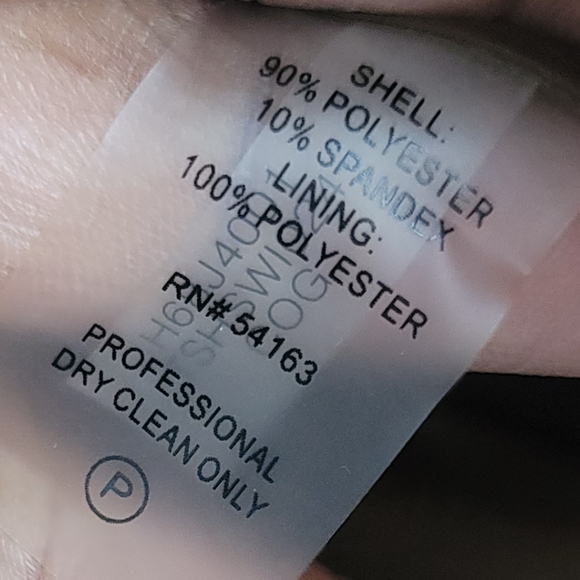 SHELL:
90% POLYESTER
10% SPANDEX
LINING:
100% POLYESTER
RN# 54163
PROFESSIONAL
DRY CLEAN ONLY
P